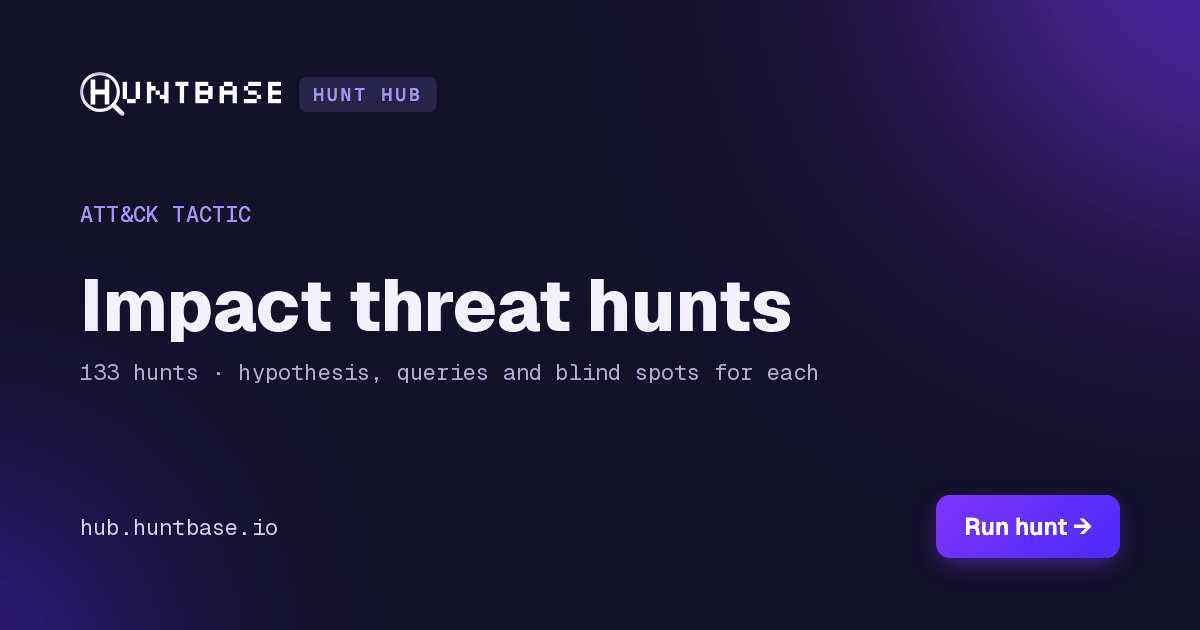 HUNTBASE HUNT HUB
ATT&CK TACTIC
Impact threat hunts
133 hunts · hypothesis, queries and blind spots for each
hub.huntbase.io
Run hunt →